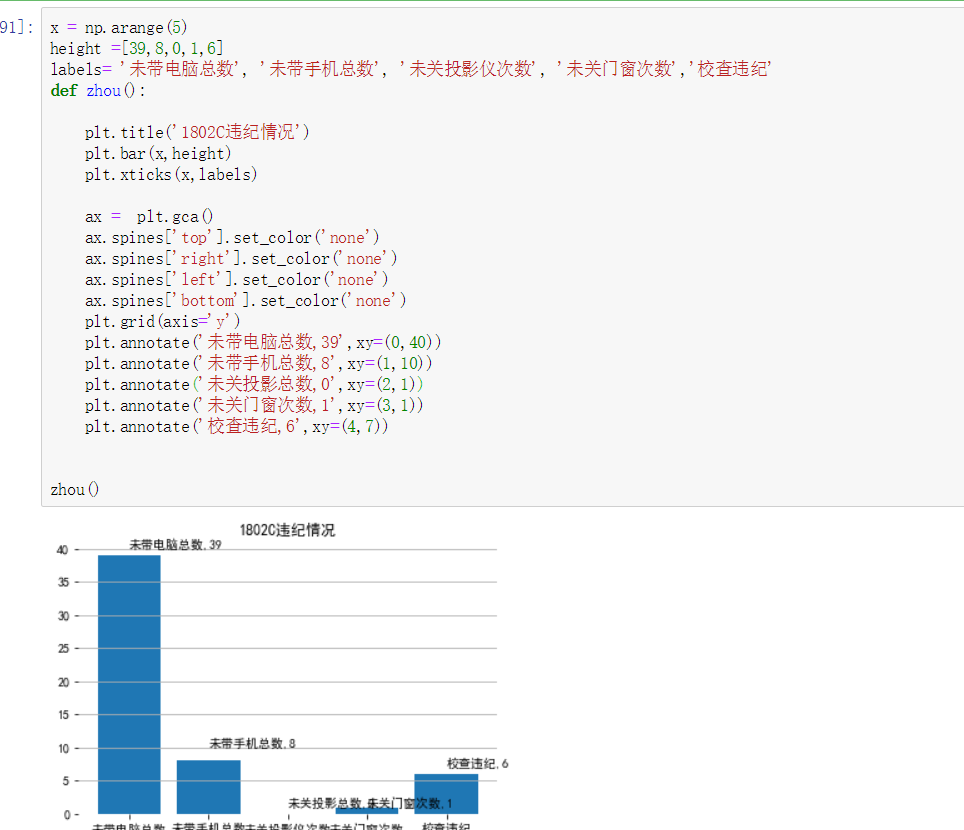 91]:
x = np.arange(5)
height =[39,8,0,1,6]
labels= '未带电脑总数', '未带手机总数', '未关投影仪次数', '未关门窗次数','校查违纪'
def zhou():
plt.title('1802C违纪情况')
plt.bar(x,height)
plt.xticks(x,labels)
ax =  plt.gca()
ax.spines['top'].set_color('none')
ax.spines['right'].set_color('none')
ax.spines['left'].set_color('none')
ax.spines['bottom'].set_color('none')
plt.grid(axis='y')
plt.annotate('未带电脑总数,39',xy=(0,40))
plt.annotate('未带手机总数,8',xy=(1,10))
plt.annotate('未关投影总数,0',xy=(2,1))
plt.annotate('未关门窗次数,1',xy=(3,1))
plt.annotate('校查违纪,6',xy=(4,7))
zhou()
1802C违纪情况
未带电脑总数,39
40
35
30
25
20
15
未带手机总数,8
10
校查违纪,6
5
未关投影总数,
未关门窗次数,1
0
未带电脑总数 未带手机总数 未关投影仪次数 未关门窗次数 校查违纪